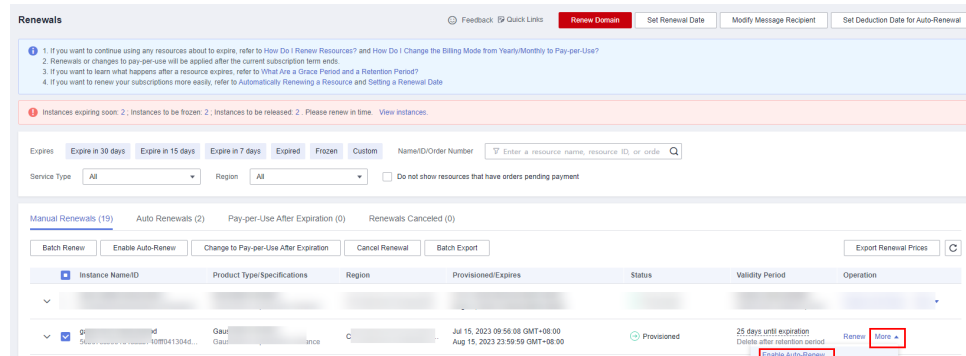 Renewals
Feedback Quick Links Renew Domain Set Renewal Date Modify Message Recipient Set Deduction Date for Auto-Renewal
1. If you want to continue using any resources about to expire, refer to How Do I Renew Resources? and How Do I Change the Billing Mode from Yearly/Monthly to Pay-per-Use?
2. Renewals or changes to pay-per-use will be applied after the current subscription term ends.
3. If you want to learn what happens after a resource expires, refer to What Are a Grace Period and a Retention Period?
4. If you want to renew your subscriptions more easily, refer to Automatically Renewing a Resource and Setting a Renewal Date
Instances expiring soon: 2 ; Instances to be frozen: 2 ; Instances to be released: 2 . Please renew in time. View instances.
Expires Expire in 30 days Expire in 15 days Expire in 7 days Expired Frozen Custom Name/ID/Order Number Enter a resource name, resource ID, or orde
Service Type All Region All Do not show resources that have orders pending payment
Manual Renewals (19) Auto Renewals (2) Pay-per-Use After Expiration (0) Renewals Canceled (0)
Batch Renew Enable Auto-Renew Change to Pay-per-Use After Expiration Cancel Renewal Batch Export Export Renewal Prices
Instance Name/ID Product Type/Specifications Region Provisioned/Expires Status Validity Period Operation
Jul 15, 2023 09:56:08 GMT+08:00 Provisioned 25 days until expiration Renew More
Aug 15, 2023 23:59:59 GMT+08:00 Delete after retention period
Enable Auto-Renew